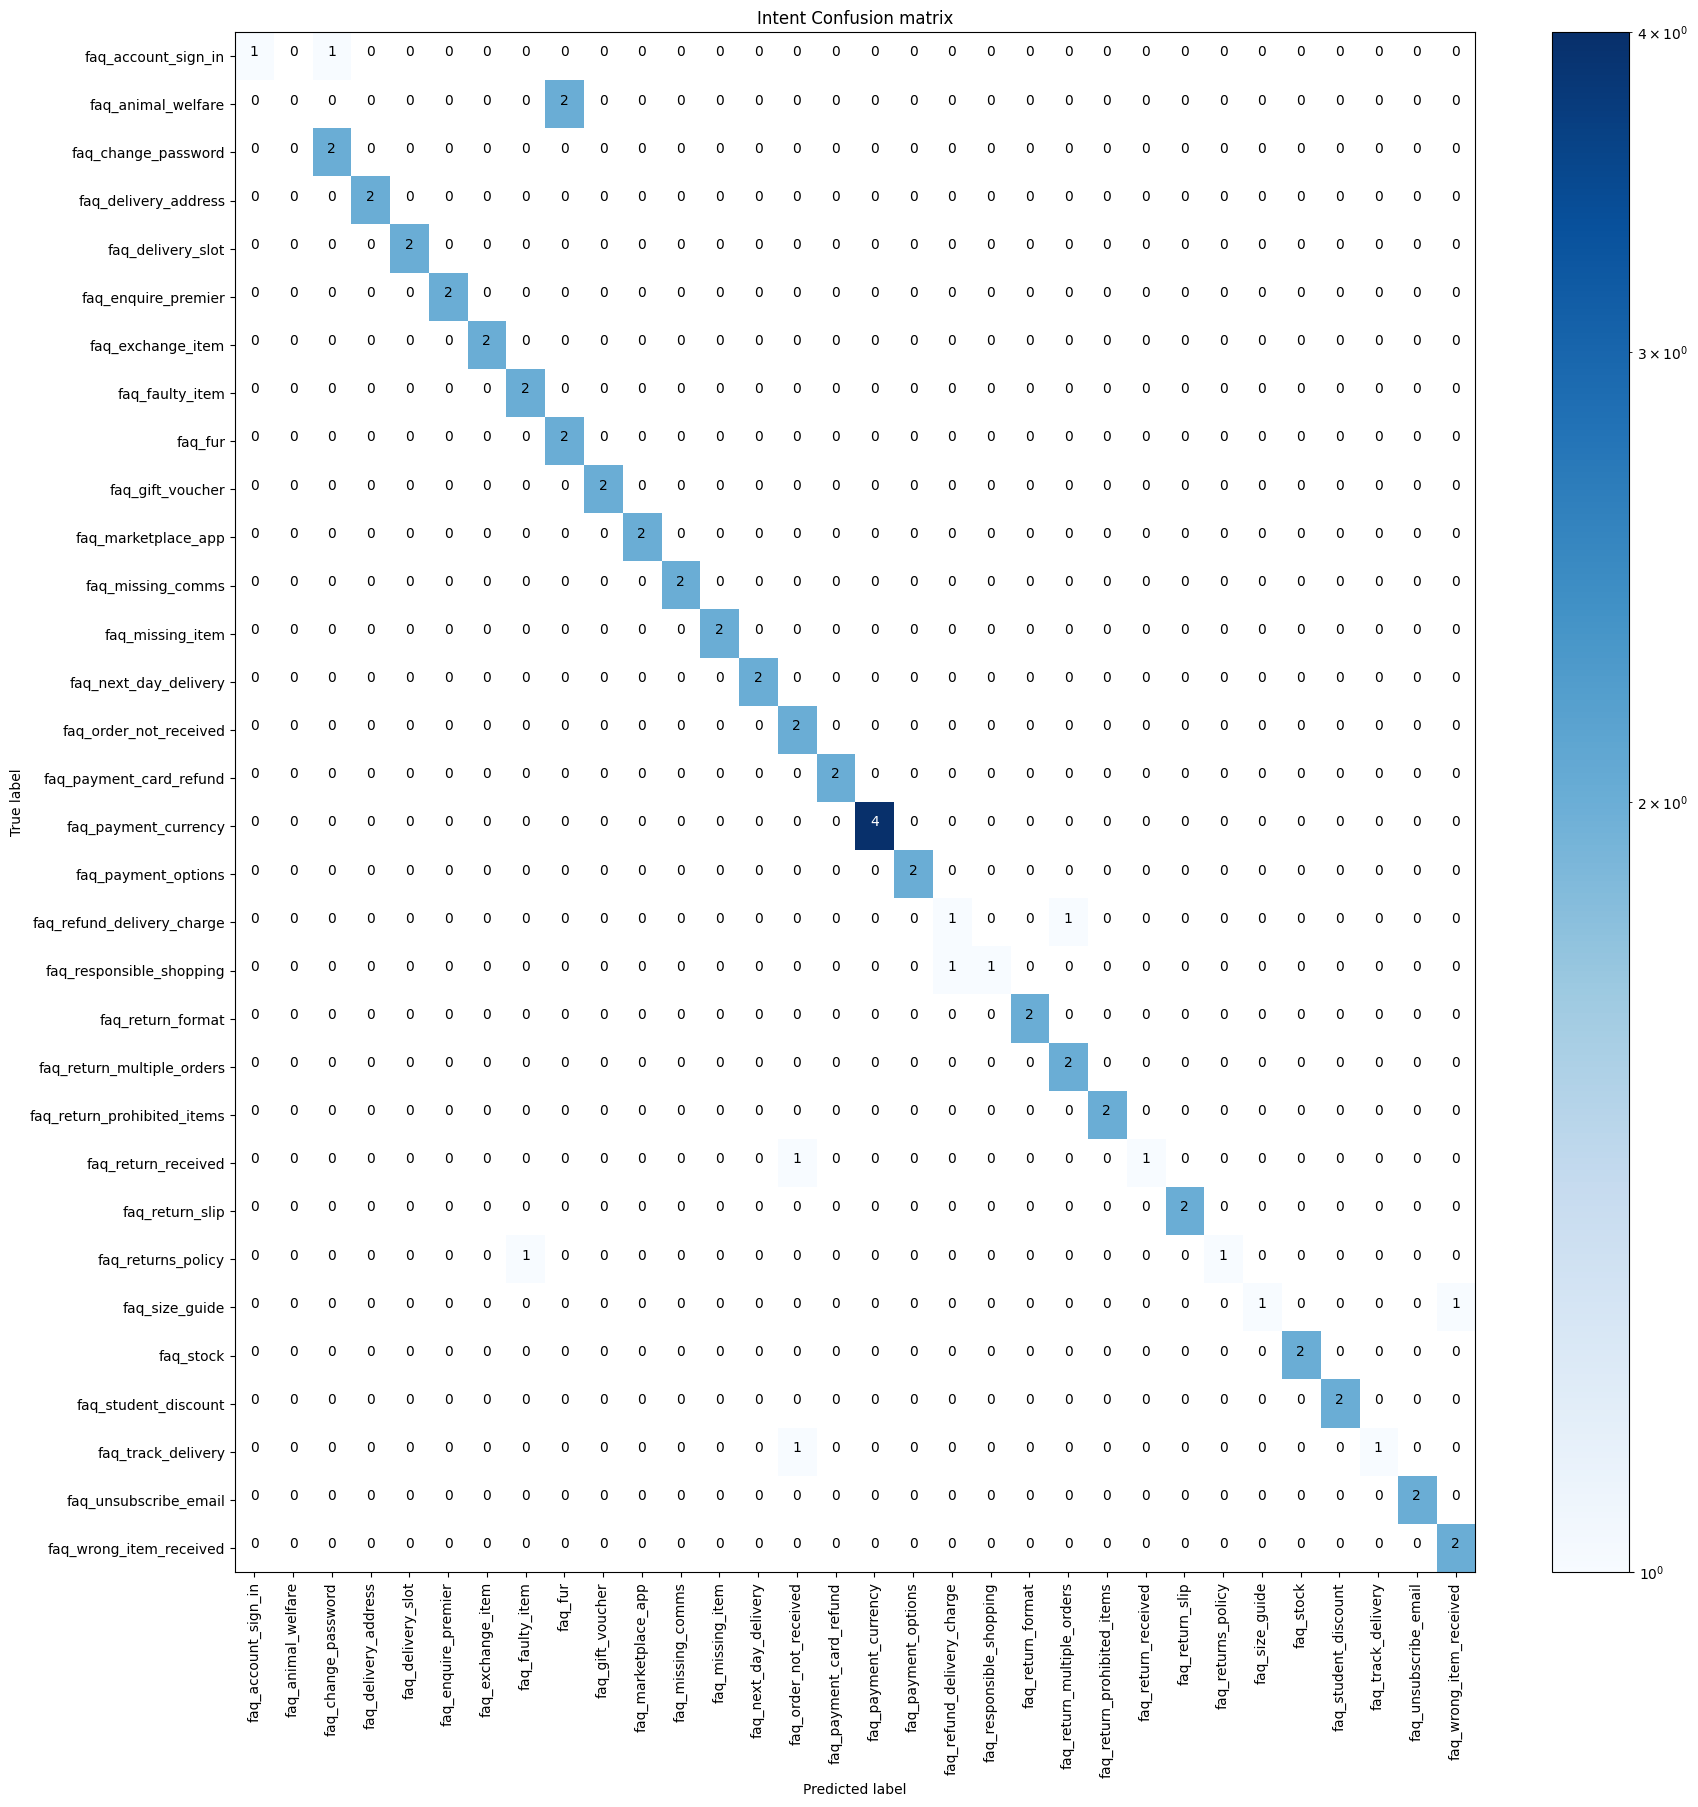 Intent Confusion matrix
faq_account_sign_in 1 0 1 0 0 0 0 0 0 0 0 0 0 0 0 0 0 0 0 0 0 0 0 0 0 0 0 0 0 0 0 0
faq_animal_welfare 0 0 0 0 0 0 0 0 2 0 0 0 0 0 0 0 0 0 0 0 0 0 0 0 0 0 0 0 0 0 0 0
faq_change_password 0 0 2 0 0 0 0 0 0 0 0 0 0 0 0 0 0 0 0 0 0 0 0 0 0 0 0 0 0 0 0 0
faq_delivery_address 0 0 0 2 0 0 0 0 0 0 0 0 0 0 0 0 0 0 0 0 0 0 0 0 0 0 0 0 0 0 0 0
faq_delivery_slot 0 0 0 0 2 0 0 0 0 0 0 0 0 0 0 0 0 0 0 0 0 0 0 0 0 0 0 0 0 0 0 0
faq_enquire_premier 0 0 0 0 0 2 0 0 0 0 0 0 0 0 0 0 0 0 0 0 0 0 0 0 0 0 0 0 0 0 0 0
faq_exchange_item 0 0 0 0 0 0 2 0 0 0 0 0 0 0 0 0 0 0 0 0 0 0 0 0 0 0 0 0 0 0 0 0
faq_faulty_item 0 0 0 0 0 0 0 2 0 0 0 0 0 0 0 0 0 0 0 0 0 0 0 0 0 0 0 0 0 0 0 0
faq_fur 0 0 0 0 0 0 0 0 2 0 0 0 0 0 0 0 0 0 0 0 0 0 0 0 0 0 0 0 0 0 0 0
faq_gift_voucher 0 0 0 0 0 0 0 0 0 2 0 0 0 0 0 0 0 0 0 0 0 0 0 0 0 0 0 0 0 0 0 0
faq_marketplace_app 0 0 0 0 0 0 0 0 0 0 2 0 0 0 0 0 0 0 0 0 0 0 0 0 0 0 0 0 0 0 0 0
faq_missing_comms 0 0 0 0 0 0 0 0 0 0 0 2 0 0 0 0 0 0 0 0 0 0 0 0 0 0 0 0 0 0 0 0
faq_missing_item 0 0 0 0 0 0 0 0 0 0 0 0 2 0 0 0 0 0 0 0 0 0 0 0 0 0 0 0 0 0 0 0
faq_next_day_delivery 0 0 0 0 0 0 0 0 0 0 0 0 0 2 0 0 0 0 0 0 0 0 0 0 0 0 0 0 0 0 0 0
faq_order_not_received 0 0 0 0 0 0 0 0 0 0 0 0 0 0 2 0 0 0 0 0 0 0 0 0 0 0 0 0 0 0 0 0
faq_payment_card_refund 0 0 0 0 0 0 0 0 0 0 0 0 0 0 0 2 0 0 0 0 0 0 0 0 0 0 0 0 0 0 0 0
faq_payment_currency 0 0 0 0 0 0 0 0 0 0 0 0 0 0 0 0 4 0 0 0 0 0 0 0 0 0 0 0 0 0 0 0
faq_payment_options 0 0 0 0 0 0 0 0 0 0 0 0 0 0 0 0 0 2 0 0 0 0 0 0 0 0 0 0 0 0 0 0
faq_refund_delivery_charge 0 0 0 0 0 0 0 0 0 0 0 0 0 0 0 0 0 0 1 0 0 1 0 0 0 0 0 0 0 0 0 0
faq_responsible_shopping 0 0 0 0 0 0 0 0 0 0 0 0 0 0 0 0 0 0 1 1 0 0 0 0 0 0 0 0 0 0 0 0
faq_return_format 0 0 0 0 0 0 0 0 0 0 0 0 0 0 0 0 0 0 0 0 2 0 0 0 0 0 0 0 0 0 0 0
faq_return_multiple_orders 0 0 0 0 0 0 0 0 0 0 0 0 0 0 0 0 0 0 0 0 0 2 0 0 0 0 0 0 0 0 0 0
faq_return_prohibited_items 0 0 0 0 0 0 0 0 0 0 0 0 0 0 0 0 0 0 0 0 0 0 2 0 0 0 0 0 0 0 0 0
faq_return_received 0 0 0 0 0 0 0 0 0 0 0 0 0 0 1 0 0 0 0 0 0 0 0 1 0 0 0 0 0 0 0 0
faq_return_slip 0 0 0 0 0 0 0 0 0 0 0 0 0 0 0 0 0 0 0 0 0 0 0 0 2 0 0 0 0 0 0 0
faq_returns_policy 0 0 0 0 0 0 0 1 0 0 0 0 0 0 0 0 0 0 0 0 0 0 0 0 0 1 0 0 0 0 0 0
faq_size_guide 0 0 0 0 0 0 0 0 0 0 0 0 0 0 0 0 0 0 0 0 0 0 0 0 0 0 1 0 0 0 0 1
faq_stock 0 0 0 0 0 0 0 0 0 0 0 0 0 0 0 0 0 0 0 0 0 0 0 0 0 0 0 2 0 0 0 0
faq_student_discount 0 0 0 0 0 0 0 0 0 0 0 0 0 0 0 0 0 0 0 0 0 0 0 0 0 0 0 0 2 0 0 0
faq_track_delivery 0 0 0 0 0 0 0 0 0 0 0 0 0 0 1 0 0 0 0 0 0 0 0 0 0 0 0 0 0 1 0 0
faq_unsubscribe_email 0 0 0 0 0 0 0 0 0 0 0 0 0 0 0 0 0 0 0 0 0 0 0 0 0 0 0 0 0 0 2 0
faq_wrong_item_received 0 0 0 0 0 0 0 0 0 0 0 0 0 0 0 0 0 0 0 0 0 0 0 0 0 0 0 0 0 0 0 2
True label
faq_account_sign_in
faq_animal_welfare
faq_change_password
faq_delivery_address
faq_delivery_slot
faq_enquire_premier
faq_exchange_item
faq_faulty_item
faq_fur
faq_gift_voucher
faq_marketplace_app
faq_missing_comms
faq_missing_item
faq_next_day_delivery
faq_order_not_received
faq_payment_card_refund
faq_payment_currency
faq_payment_options
faq_refund_delivery_charge
faq_responsible_shopping
faq_return_format
faq_return_multiple_orders
faq_return_prohibited_items
faq_return_received
faq_return_slip
faq_returns_policy
faq_size_guide
faq_stock
faq_student_discount
faq_track_delivery
faq_unsubscribe_email
faq_wrong_item_received
Predicted label
4 × 10⁰
3 × 10⁰
2 × 10⁰
10⁰